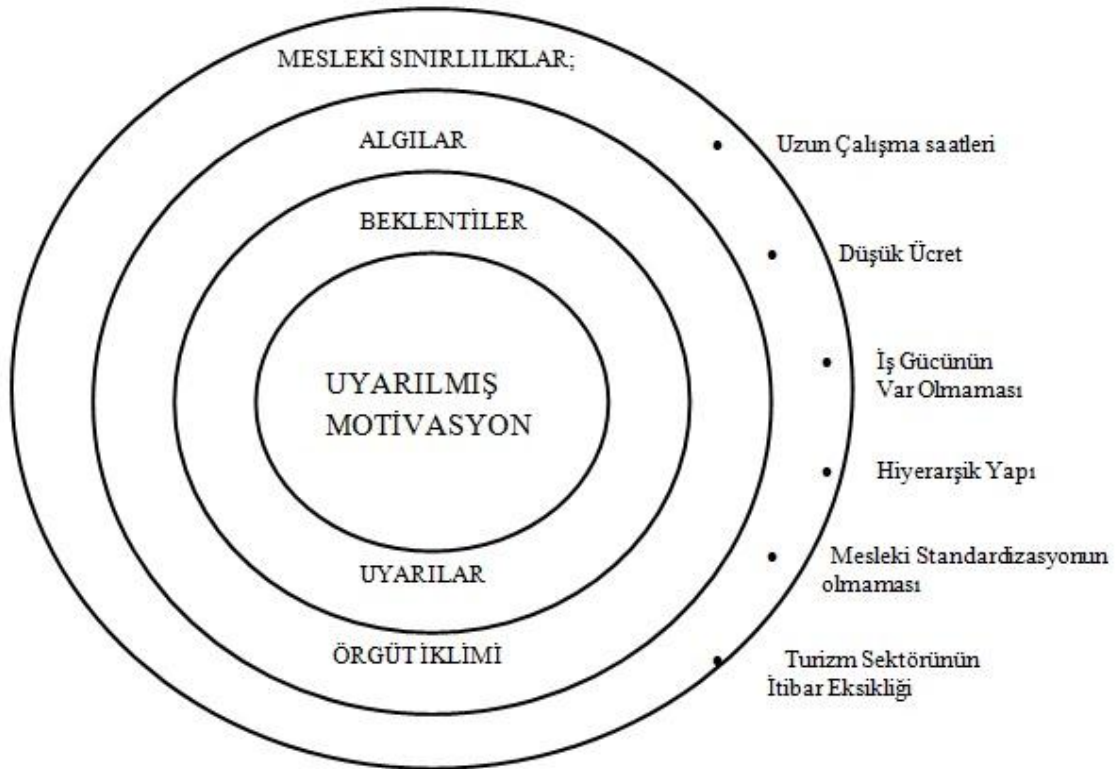 MESLEKİ SINIRLILIKLAR;
ALGILAR
BEKLENTİLER
UYARILMIŞ
MOTİVASYON
UYARILAR
ÖRGÜT İKLİMİ
• Uzun Çalışma saatleri
• Düşük Ücret
• İş Gücünün
Var Olmaması
• Hiyerarşik Yapı
• Mesleki Standardizasyonun
olmaması
• Turizm Sektörünün
İtibar Eksikliği